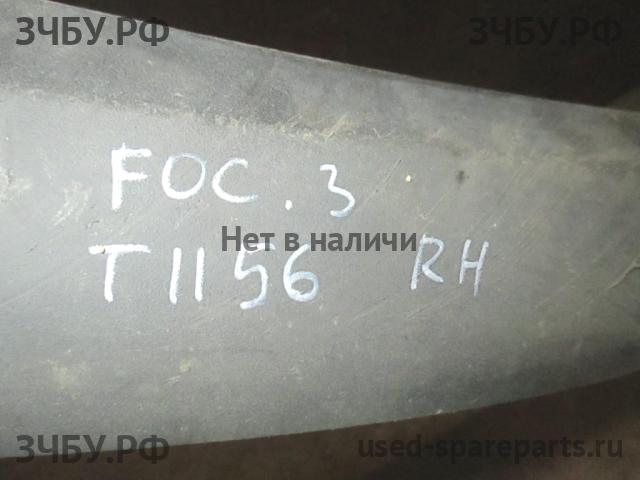 ЗЧБУ.РФ ЗЧБУ.РФ
FOC. 3
Нет в наличи
T1156 RH
ЗЧБУ.РФ used-spareparts.ru